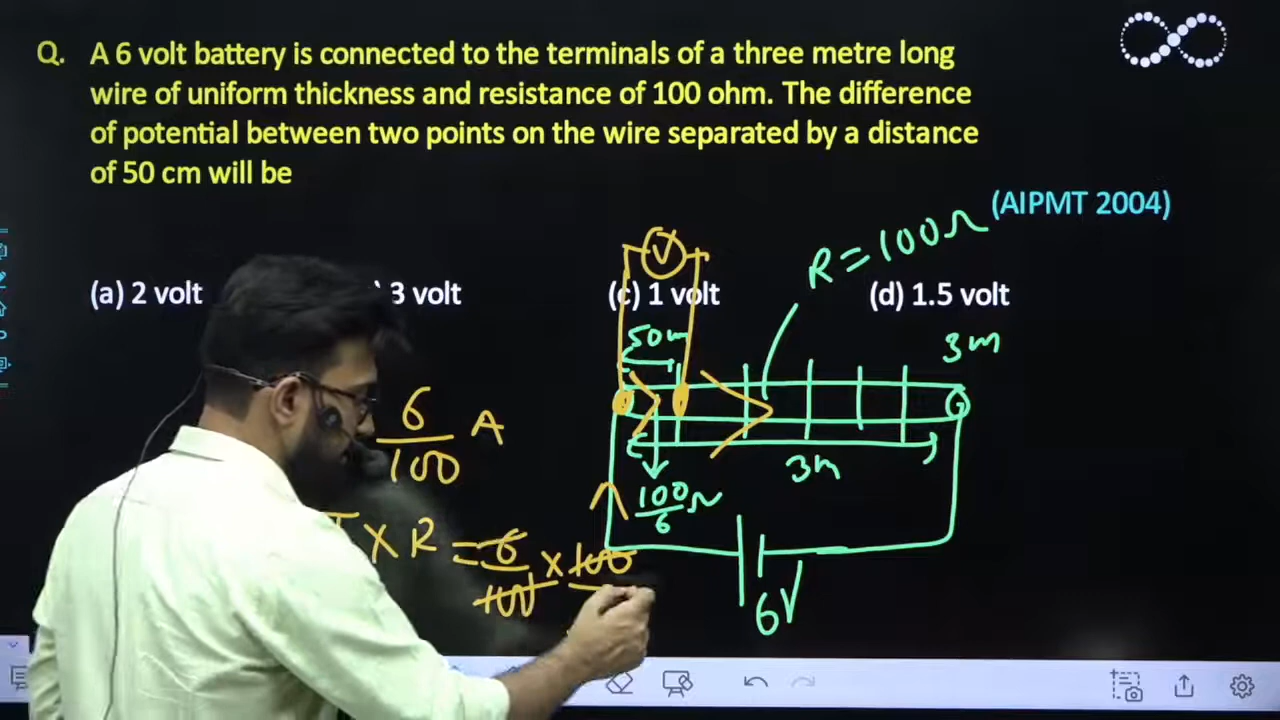 Q. A 6 volt battery is connected to the terminals of a three metre long
wire of uniform thickness and resistance of 100 ohm. The difference
of potential between two points on the wire separated by a distance
of 50 cm will be
(AIPMT 2004)
(a) 2 volt
3 volt
(c) 1 volt
(d) 1.5 volt
V
R = 100 Ω
50
3m
6/100 A
3m
100/6 Ω
X R = 6/100 × 100
6V